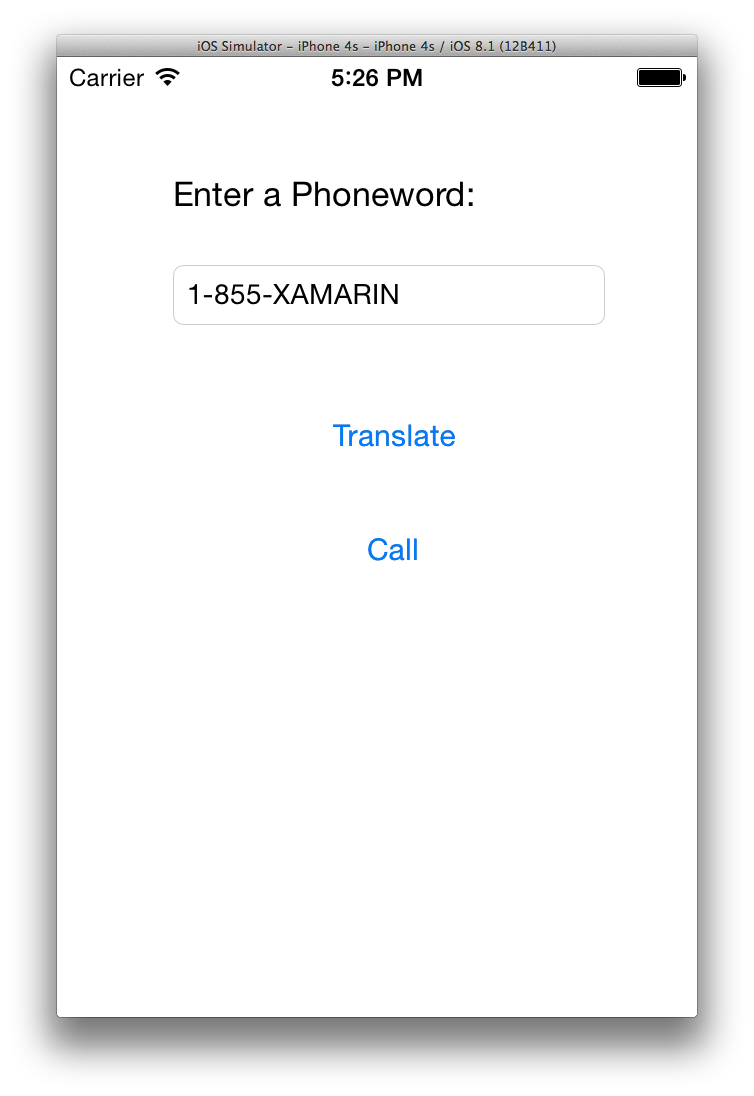 iOS Simulator – iPhone 4s – iPhone 4s / iOS 8.1 (12B411)
Carrier 5:26 PM
Enter a Phoneword:
1-855-XAMARIN
Translate
Call